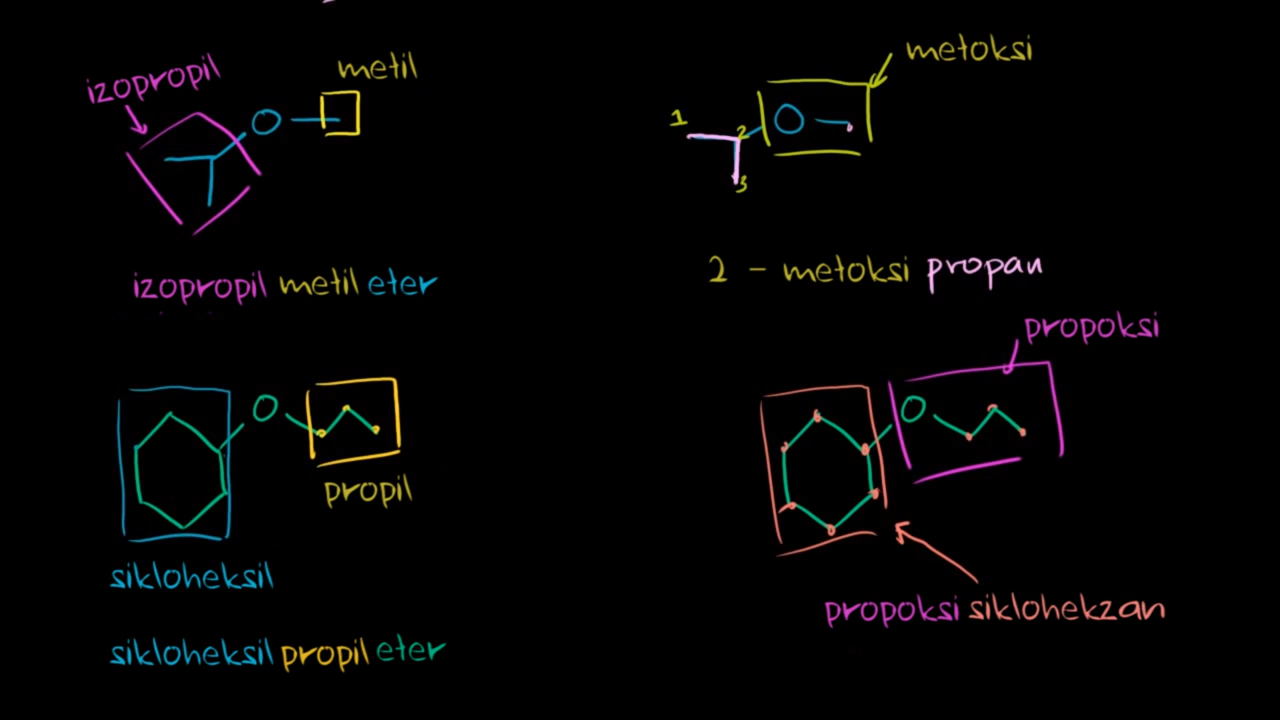 izopropil
metil
O
izopropil metil eter
metoksi
1
2
O
3
2 - metoksi propan
O
propil
sikloheksil
sikloheksil propil eter
propoksi
O
propoksi siklohekzan